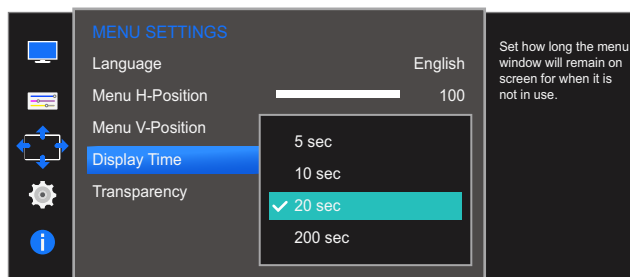 MENU SETTINGS
Language English
Menu H-Position 100
Menu V-Position
Display Time
Transparency
5 sec
10 sec
20 sec
200 sec
Set how long the menu
window will remain on
screen for when it is
not in use.